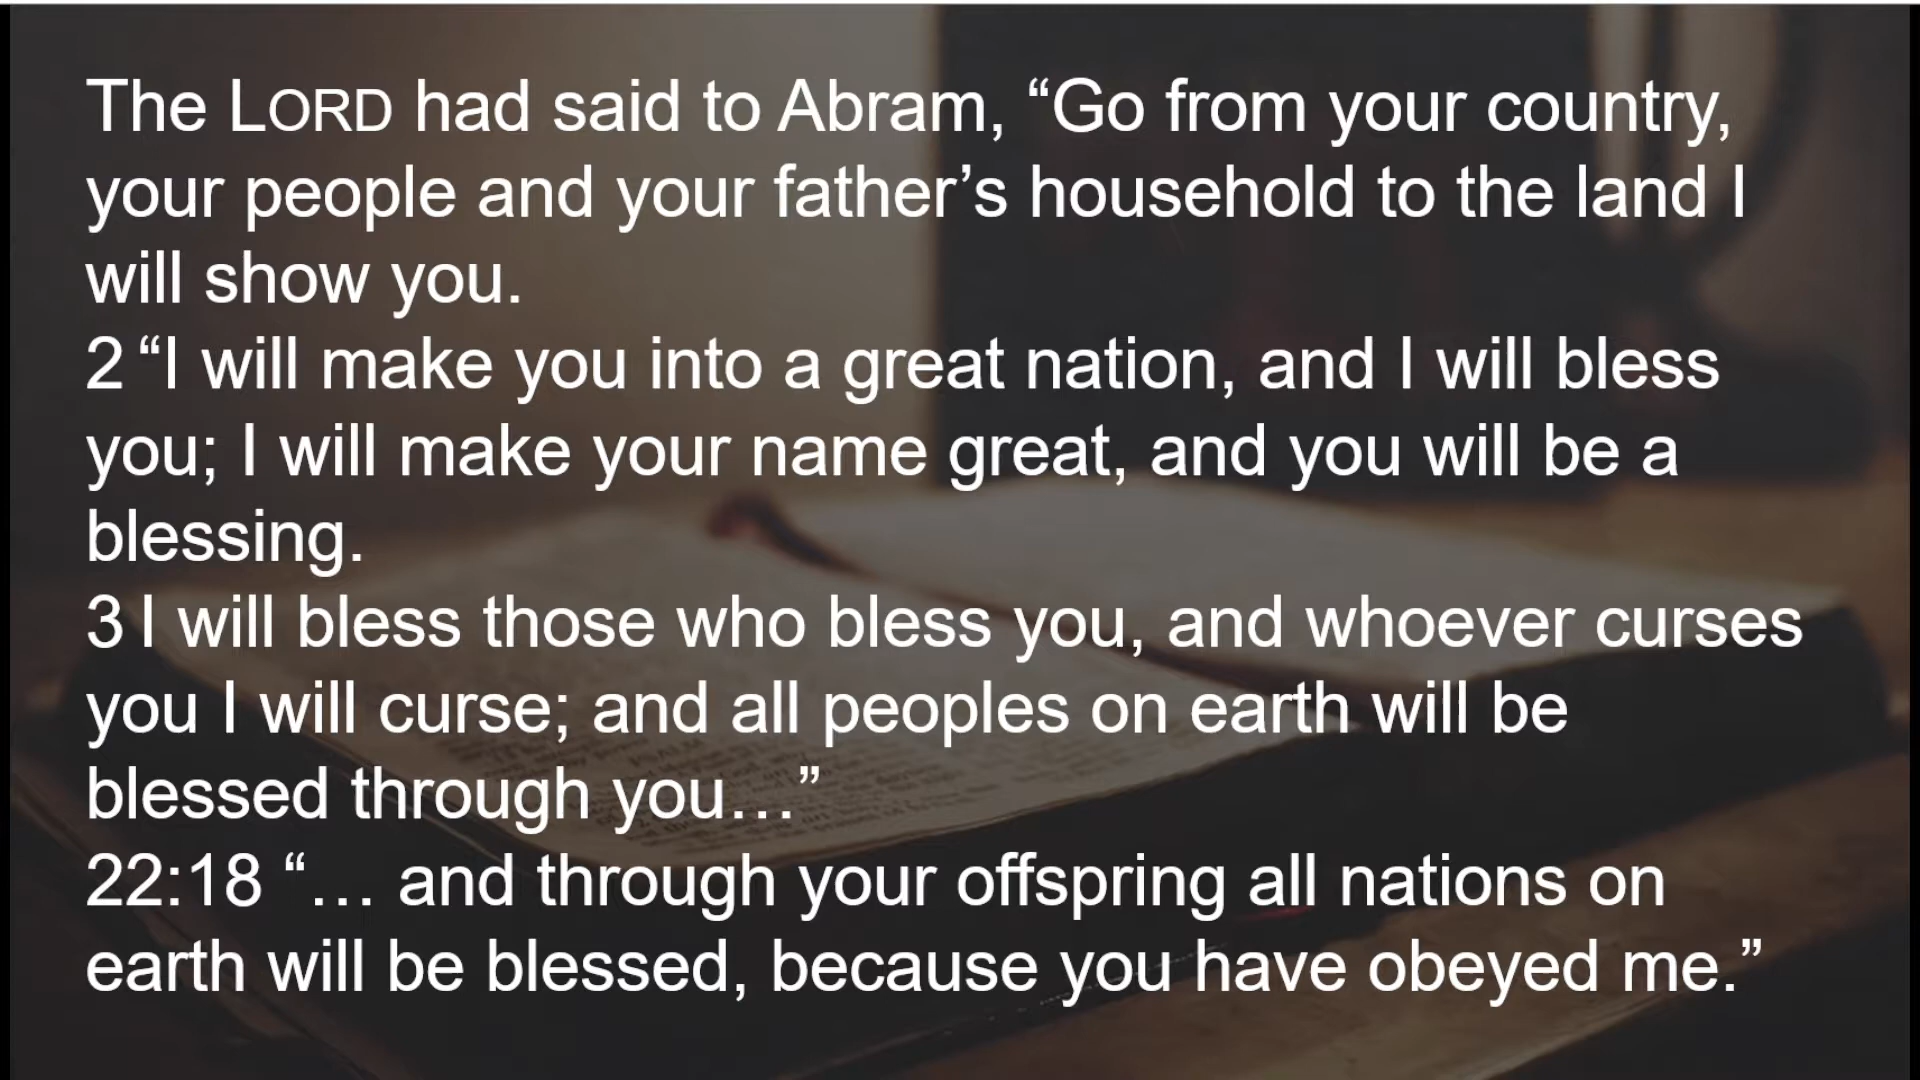 The LORD had said to Abram, “Go from your country,
your people and your father’s household to the land I
will show you.
2 “I will make you into a great nation, and I will bless
you; I will make your name great, and you will be a
blessing.
3 I will bless those who bless you, and whoever curses
you I will curse; and all peoples on earth will be
blessed through you…”
22:18 “… and through your offspring all nations on
earth will be blessed, because you have obeyed me.”